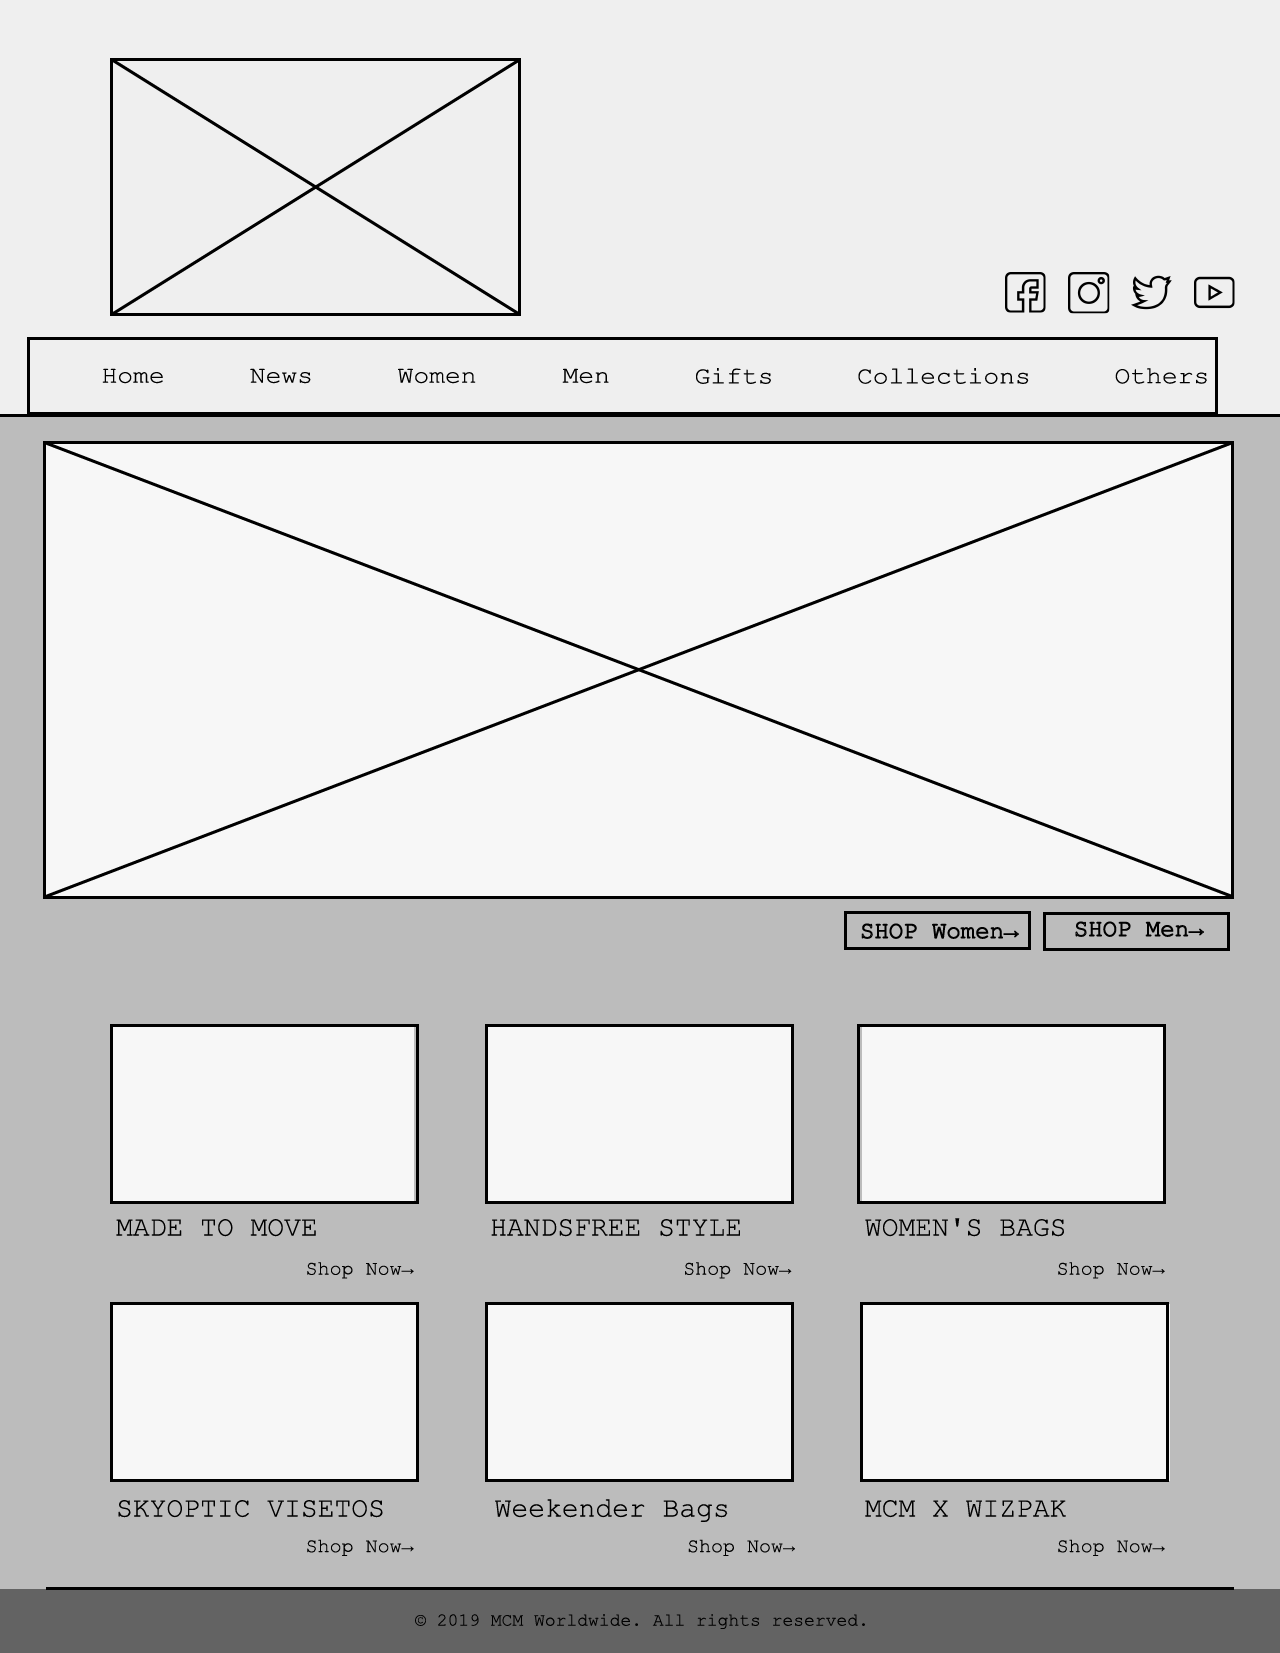 Home News Women Men Gifts Collections Others
SHOP Women→ SHOP Men→
MADE TO MOVE HANDSFREE STYLE WOMEN'S BAGS
Shop Now→ Shop Now→ Shop Now→
SKYOPTIC VISETOS Weekender Bags MCM X WIZPAK
Shop Now→ Shop Now→ Shop Now→
© 2019 MCM Worldwide. All rights reserved.